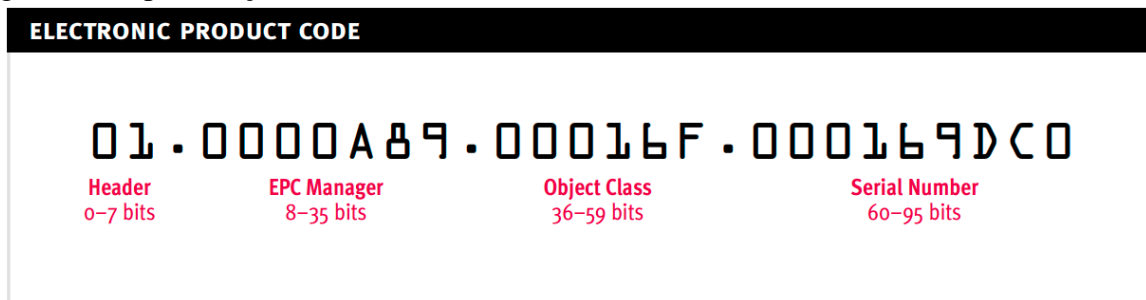 ELECTRONIC PRODUCT CODE
01.0000A89.00016F.000169DC0
Header EPC Manager Object Class Serial Number
0–7 bits 8–35 bits 36–59 bits 60–95 bits